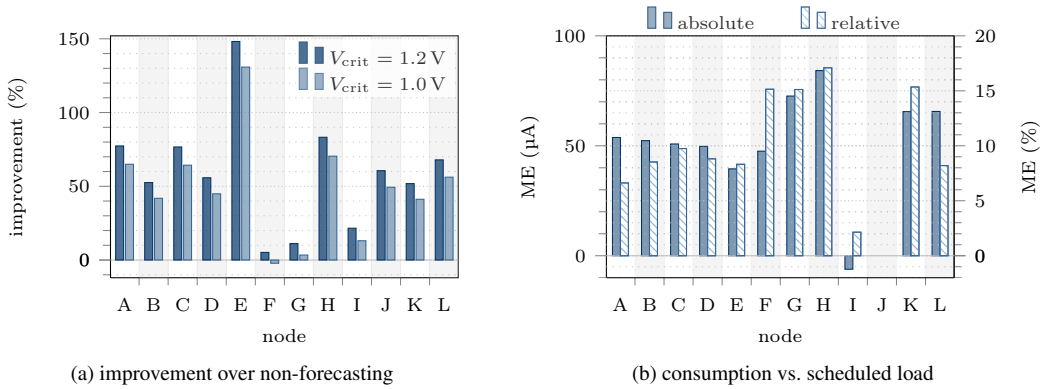 absolute relative
150
100
50
0
improvement (%)
V_crit = 1.2 V
V_crit = 1.0 V
A B C D E F G H I J K L
node
(a) improvement over non-forecasting
100
50
0
ME (µA)
20
15
10
5
0
ME (%)
A B C D E F G H I J K L
node
(b) consumption vs. scheduled load